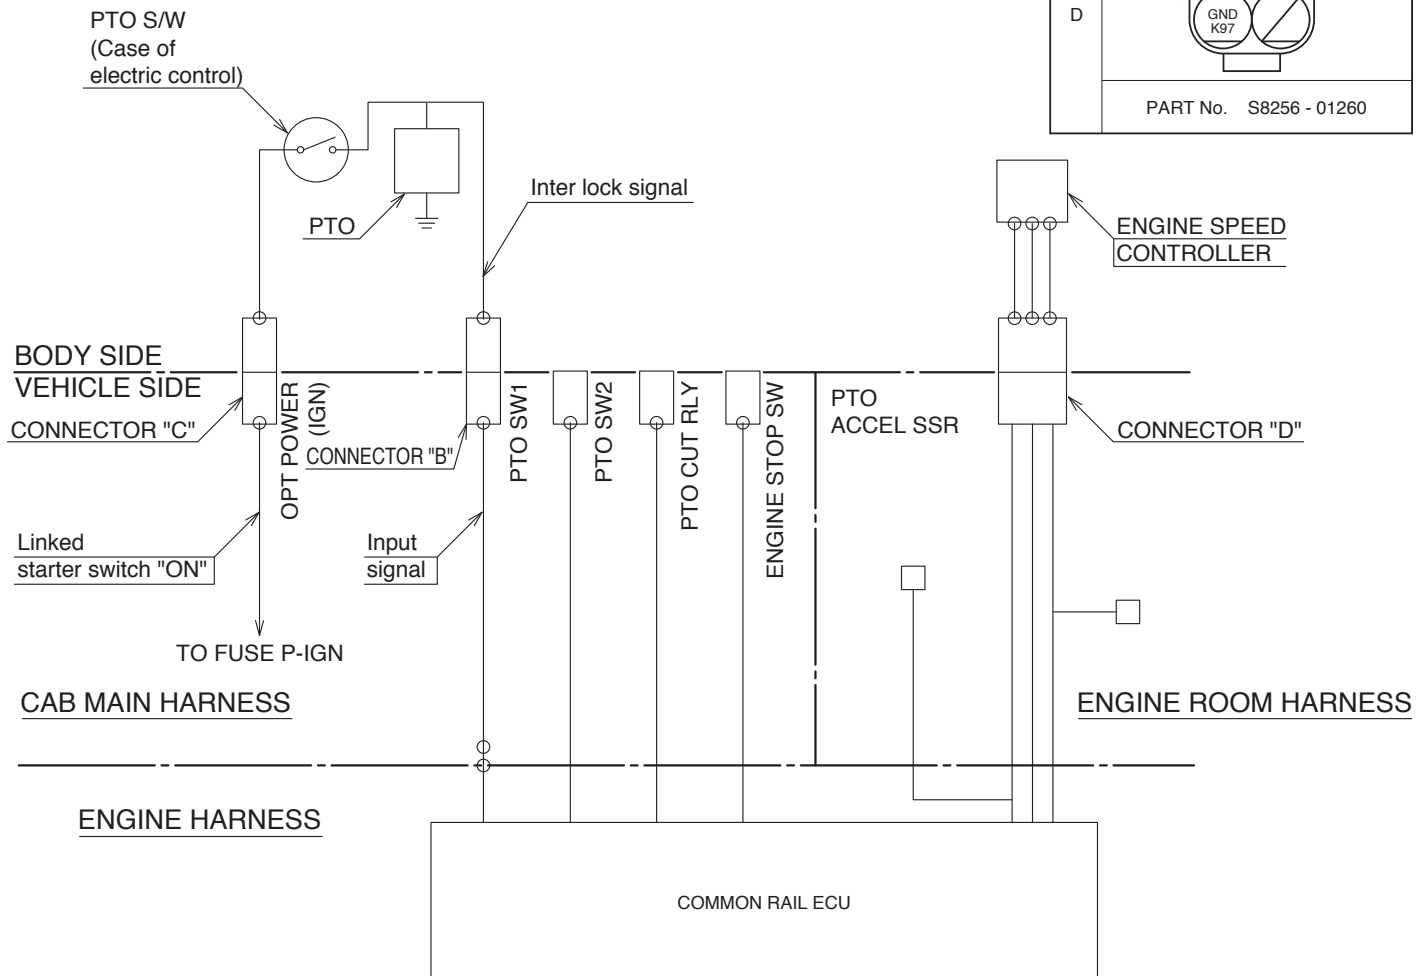 PTO S/W
(Case of
electric control)
D
GND
K97
PART No. S8256 - 01260
Inter lock signal
PTO
ENGINE SPEED
CONTROLLER
BODY SIDE
VEHICLE SIDE
CONNECTOR "C"
OPT POWER
(IGN)
CONNECTOR "B"
PTO SW1
PTO SW2
PTO CUT RLY
ENGINE STOP SW
PTO
ACCEL SSR
CONNECTOR "D"
Linked
starter switch "ON"
Input
signal
TO FUSE P-IGN
CAB MAIN HARNESS
ENGINE ROOM HARNESS
ENGINE HARNESS
COMMON RAIL ECU